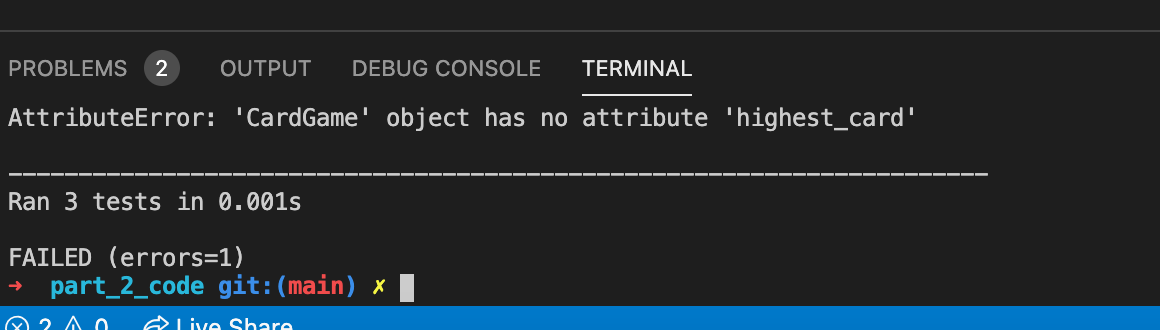 PROBLEMS 2 OUTPUT DEBUG CONSOLE TERMINAL
AttributeError: 'CardGame' object has no attribute 'highest_card'
----------------------------------------------------------------------
Ran 3 tests in 0.001s
FAILED (errors=1)
➜ part_2_code git:(main) ✗
2 0 Live Share